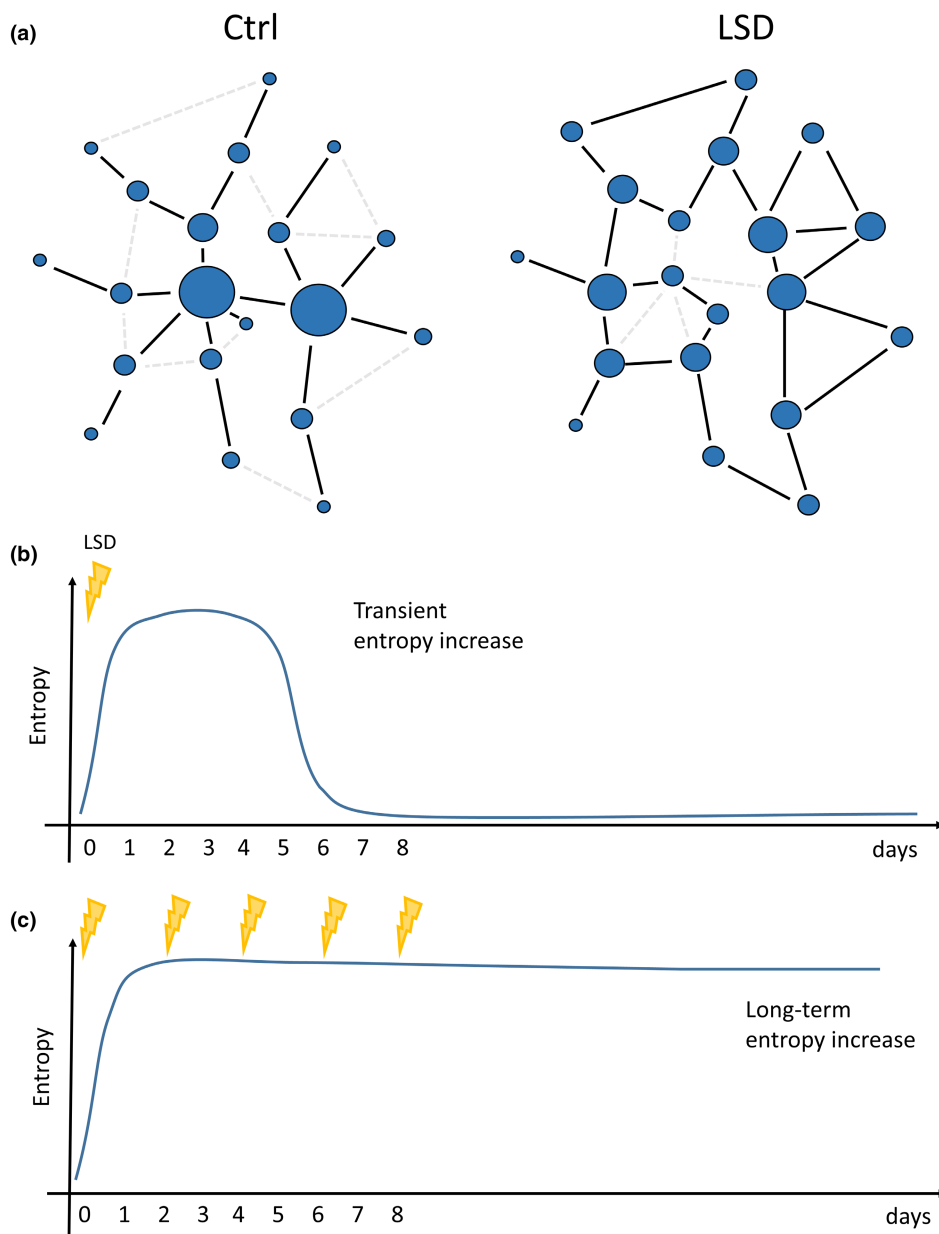 (a)
Ctrl
LSD
(b)
LSD
Entropy
Transient
entropy increase
0 1 2 3 4 5 6 7 8 days
(c)
Entropy
Long-term
entropy increase
0 1 2 3 4 5 6 7 8 days